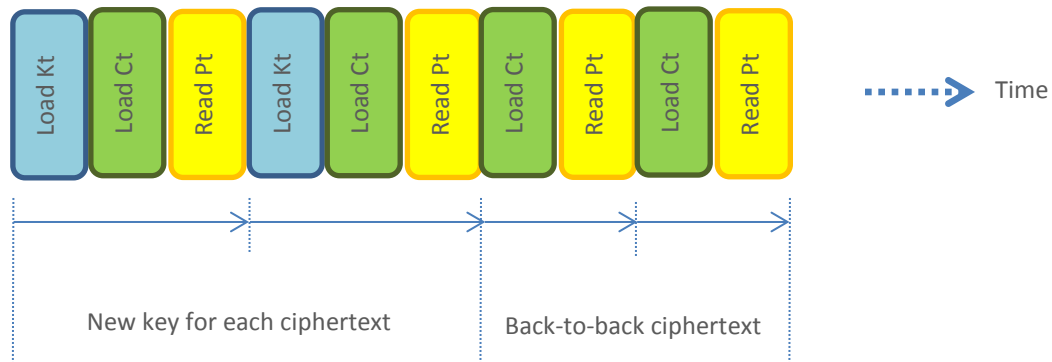 Load Kt
Load Ct
Read Pt
Load Kt
Load Ct
Read Pt
Load Ct
Read Pt
Load Ct
Read Pt
Time
New key for each ciphertext
Back-to-back ciphertext